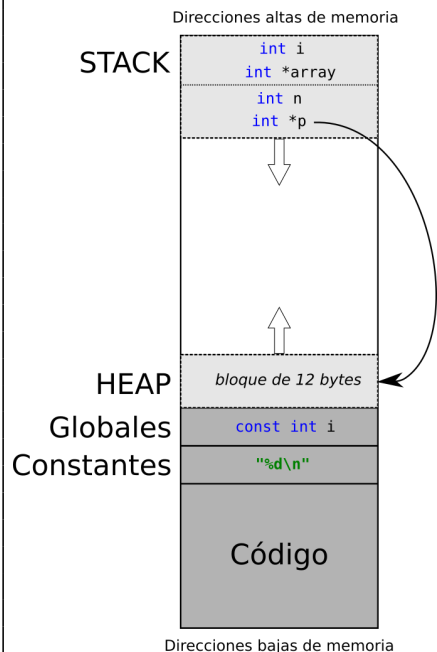 Direcciones altas de memoria
STACK
int i
int *array
int n
int *p
HEAP
bloque de 12 bytes
Globales
const int i
Constantes
"%d\n"
Código
Direcciones bajas de memoria